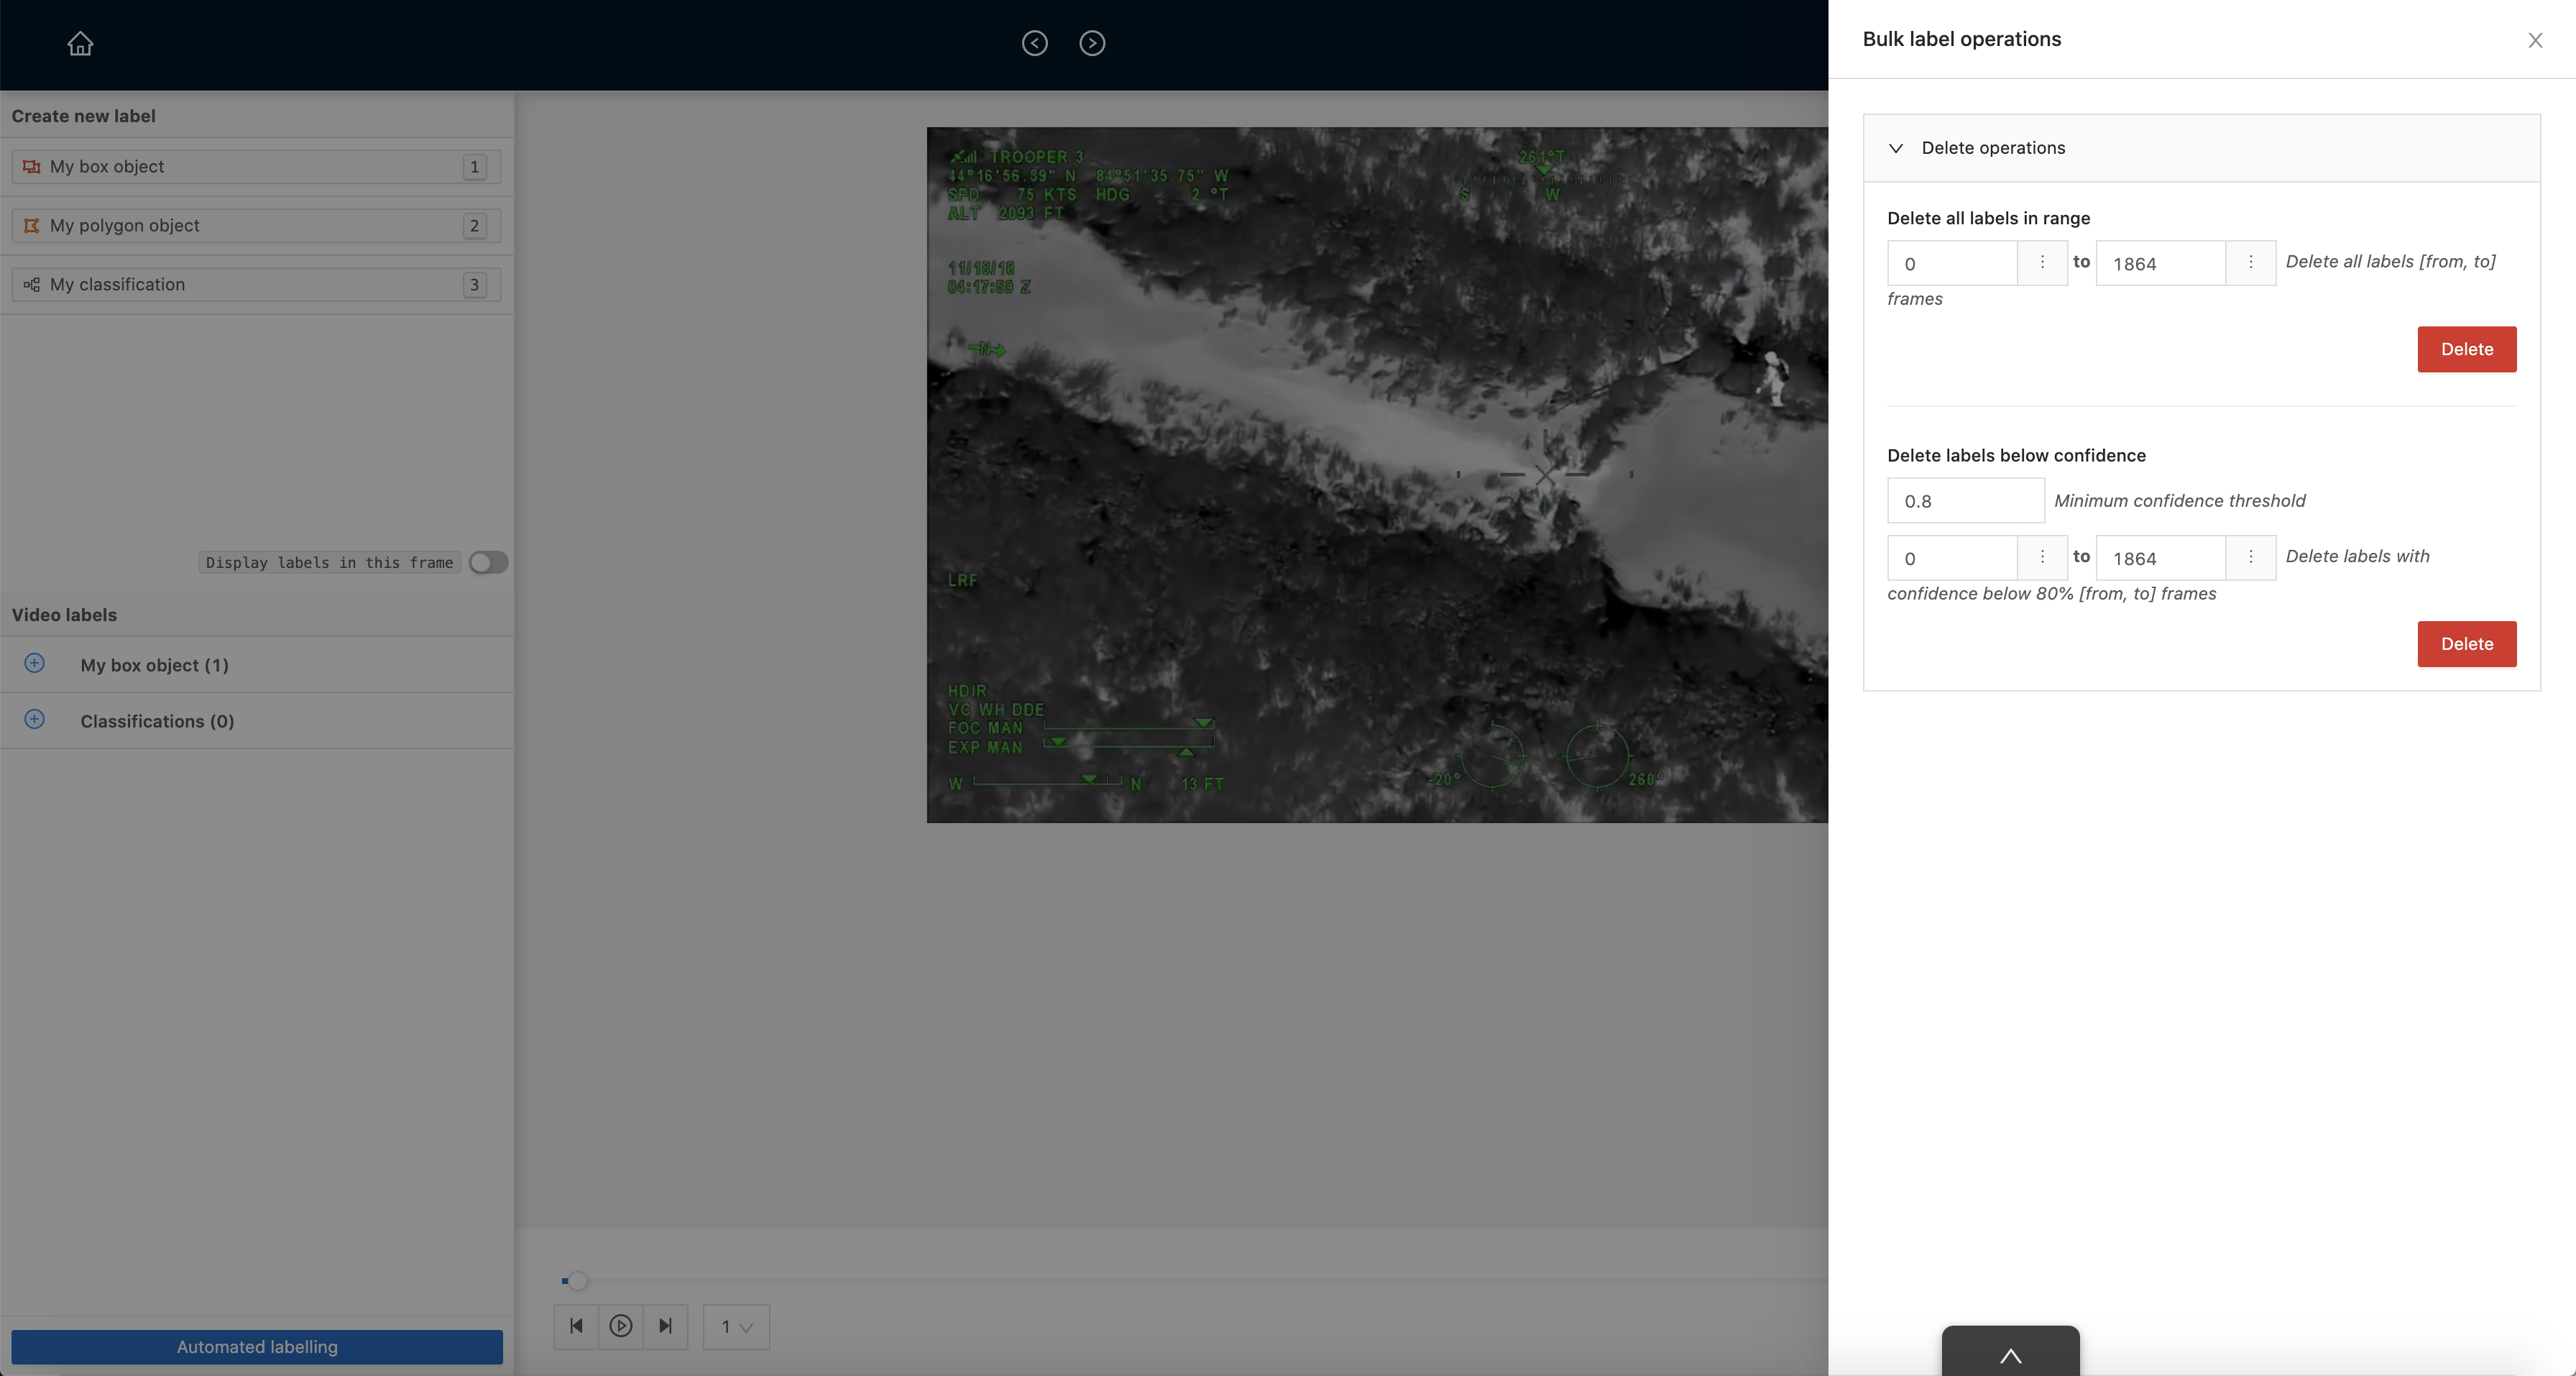 Bulk label operations
Create new label
My box object 1
My polygon object 2
My classification 3
Display labels in this frame
Video labels
My box object (1)
Classifications (0)
Automated labelling
TROOPER 3
44°16'56.89" N 84°51'35.75" W
SPD 75 KTS HDG 2 °T
ALT 2093 FT
11/18/18
04:17:59 Z
N
261°T
S W
LRF
HDIR
VC WH DDE
FOC MAN
EXP MAN
W N 13 FT
-20° 260°
1
Delete operations
Delete all labels in range
0 to 1864 Delete all labels [from, to]
frames
Delete
Delete labels below confidence
0.8 Minimum confidence threshold
0 to 1864 Delete labels with
confidence below 80% [from, to] frames
Delete